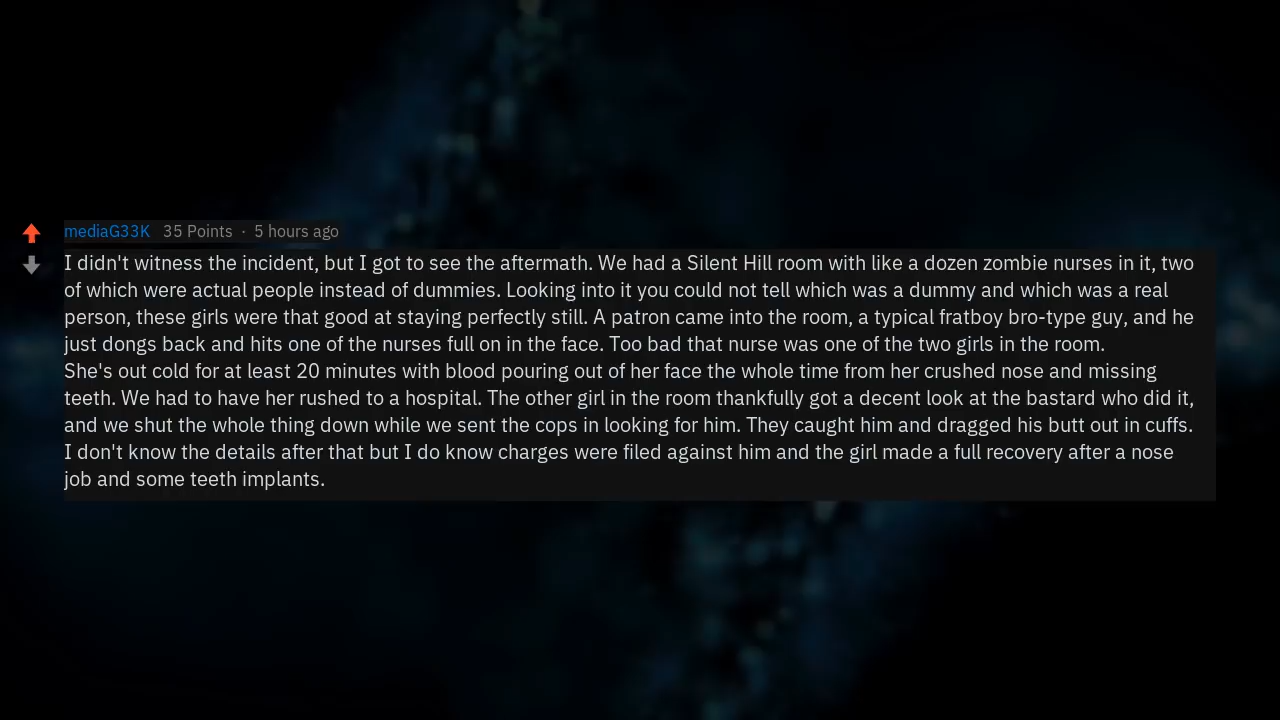 mediaG33K 35 Points · 5 hours ago
I didn't witness the incident, but I got to see the aftermath. We had a Silent Hill room with like a dozen zombie nurses in it, two
of which were actual people instead of dummies. Looking into it you could not tell which was a dummy and which was a real
person, these girls were that good at staying perfectly still. A patron came into the room, a typical fratboy bro-type guy, and he
just dongs back and hits one of the nurses full on in the face. Too bad that nurse was one of the two girls in the room.
She's out cold for at least 20 minutes with blood pouring out of her face the whole time from her crushed nose and missing
teeth. We had to have her rushed to a hospital. The other girl in the room thankfully got a decent look at the bastard who did it,
and we shut the whole thing down while we sent the cops in looking for him. They caught him and dragged his butt out in cuffs.
I don't know the details after that but I do know charges were filed against him and the girl made a full recovery after a nose
job and some teeth implants.